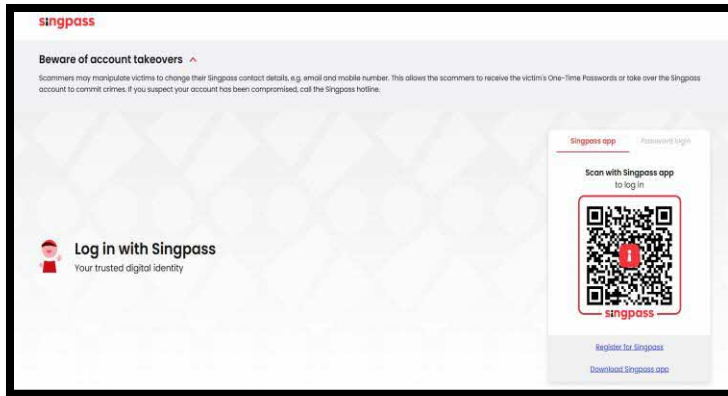 singpass
Beware of account takeovers
Scammers may manipulate victims to change their Singpass contact details, e.g. email and mobile number. This allows the scammers to receive the victim's One-Time Passwords or take over the Singpass
account to commit crimes. If you suspect your account has been compromised, call the Singpass hotline.
Singpass app Password login
Scan with Singpass app
to log in
Log in with Singpass
Your trusted digital identity
singpass
Register for Singpass
Download Singpass app